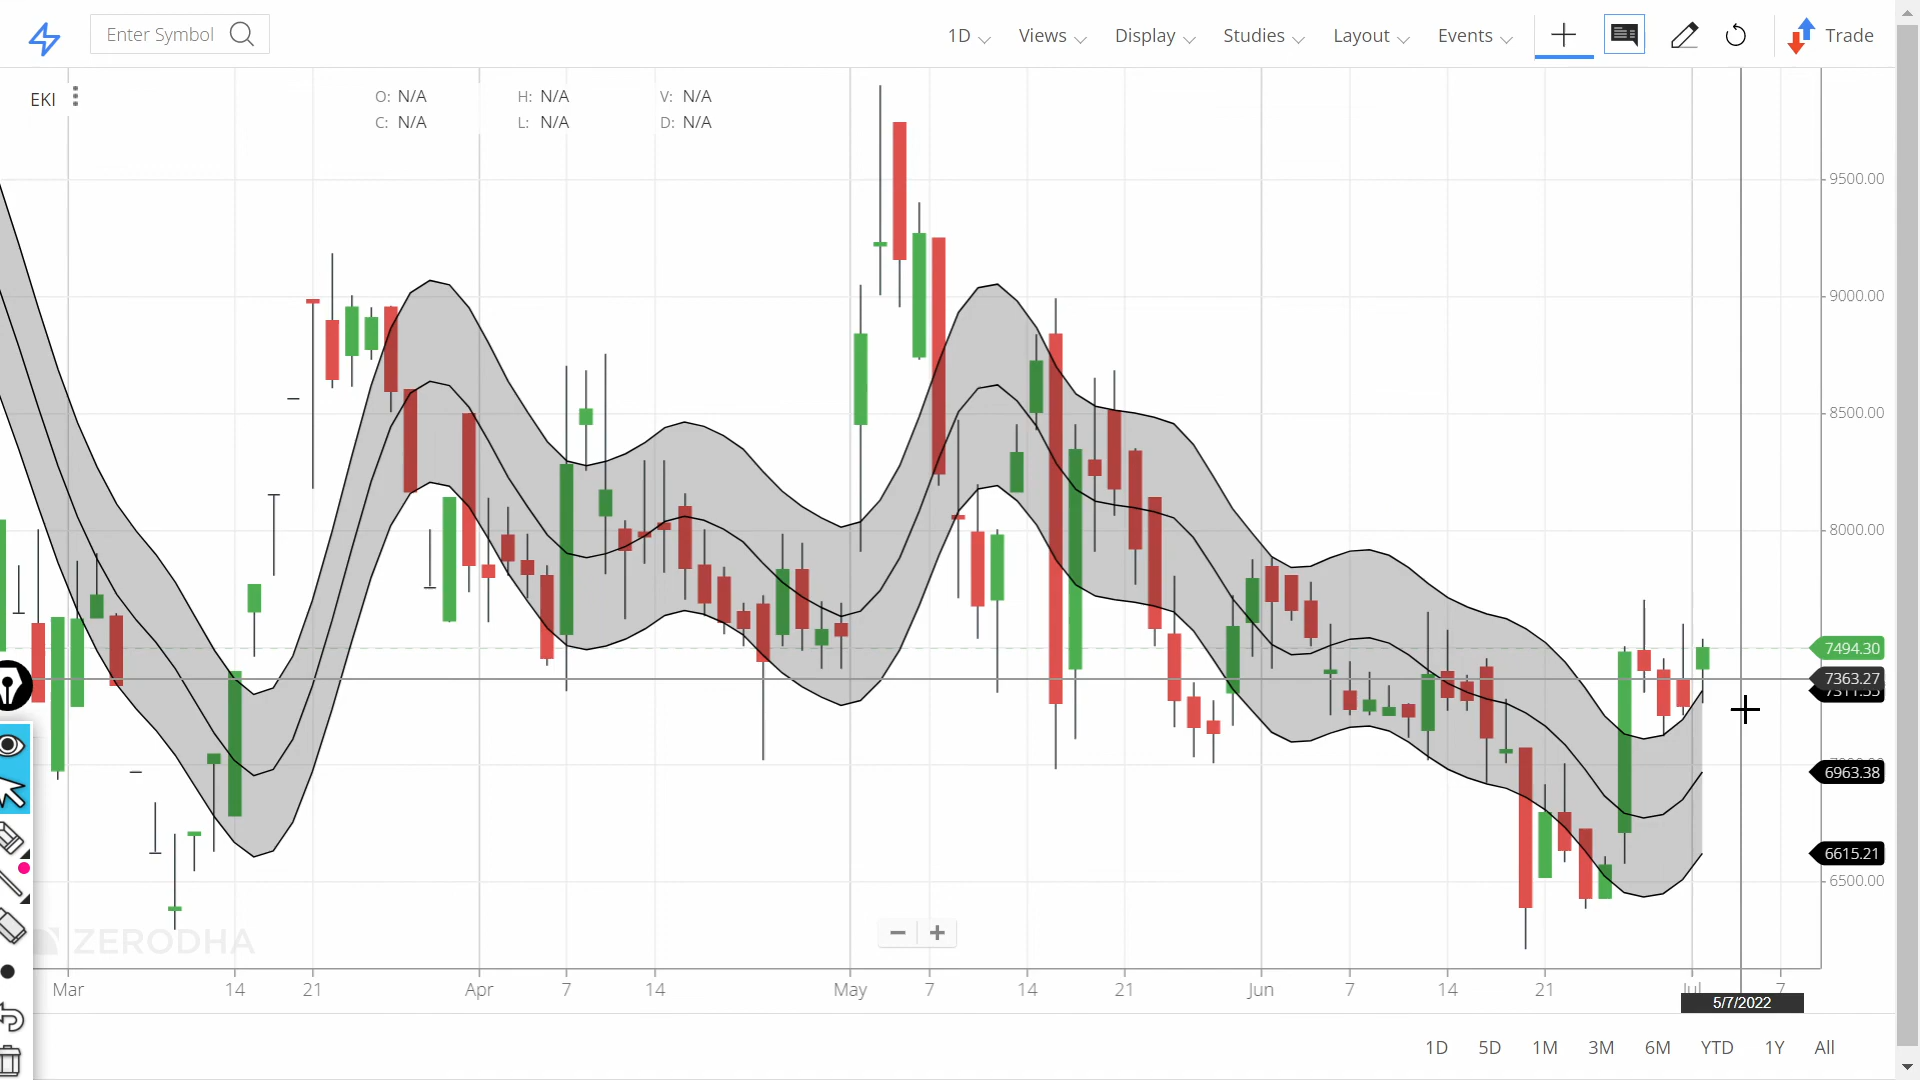 Enter Symbol
1D Views Display Studies Layout Events Trade
EKI
O: N/A H: N/A V: N/A
C: N/A L: N/A D: N/A
9500.00
9000.00
8500.00
8000.00
7494.30
7363.27
6963.38
6615.21
6500.00
ZERODHA
Mar 14 21 Apr 7 14 May 7 14 21 Jun 7 14 21 Jul 7
5/7/2022
1D 5D 1M 3M 6M YTD 1Y All